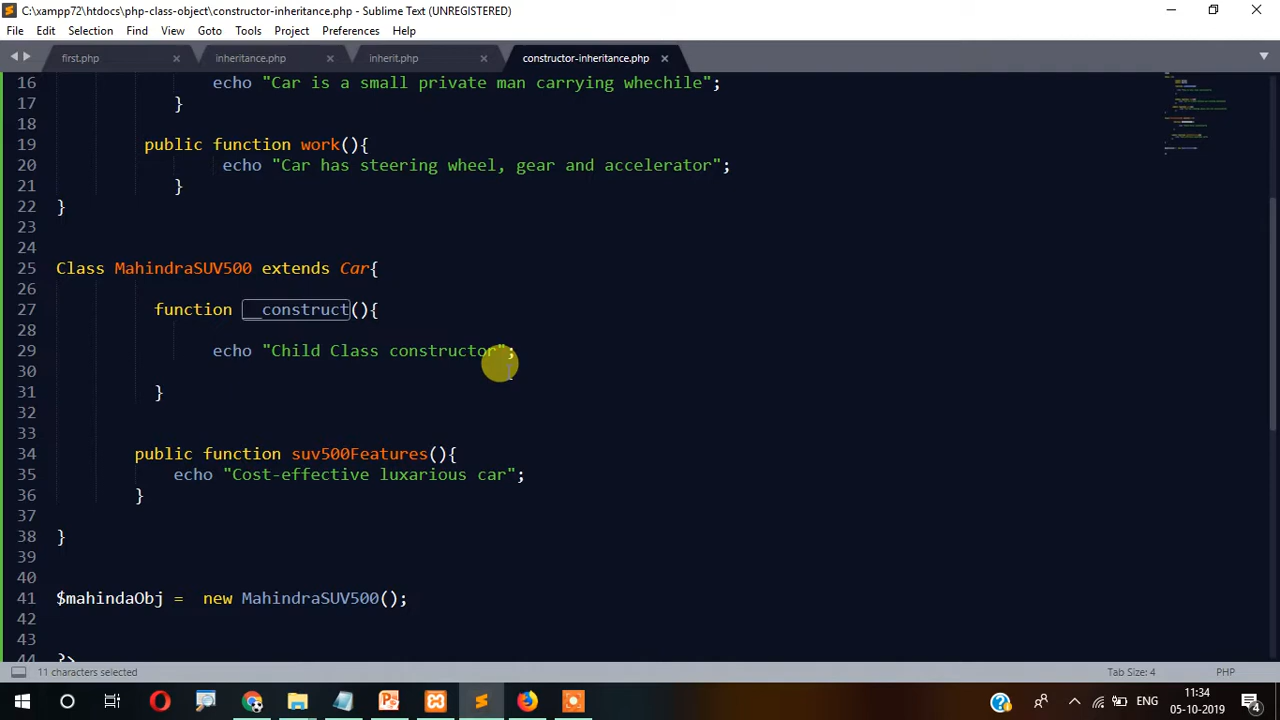 C:\xampp72\htdocs\php-class-object\constructor-inheritance.php - Sublime Text (UNREGISTERED)
File Edit Selection Find View Goto Tools Project Preferences Help
first.php inheritance.php inherit.php constructor-inheritance.php
16 echo "Car is a small private man carrying whechile";
17 }
18
19 public function work(){
20 echo "Car has steering wheel, gear and accelerator";
21 }
22 }
23
24
25 Class MahindraSUV500 extends Car{
26
27 function __construct(){
28
29 echo "Child Class constructor";
30
31 }
32
33
34 public function suv500Features(){
35 echo "Cost-effective luxarious car";
36 }
37
38 }
39
40
41 $mahindaObj = new MahindraSUV500();
42
43
44 ?>
11 characters selected Tab Size: 4 PHP
ENG 11:34
05-10-2019 4